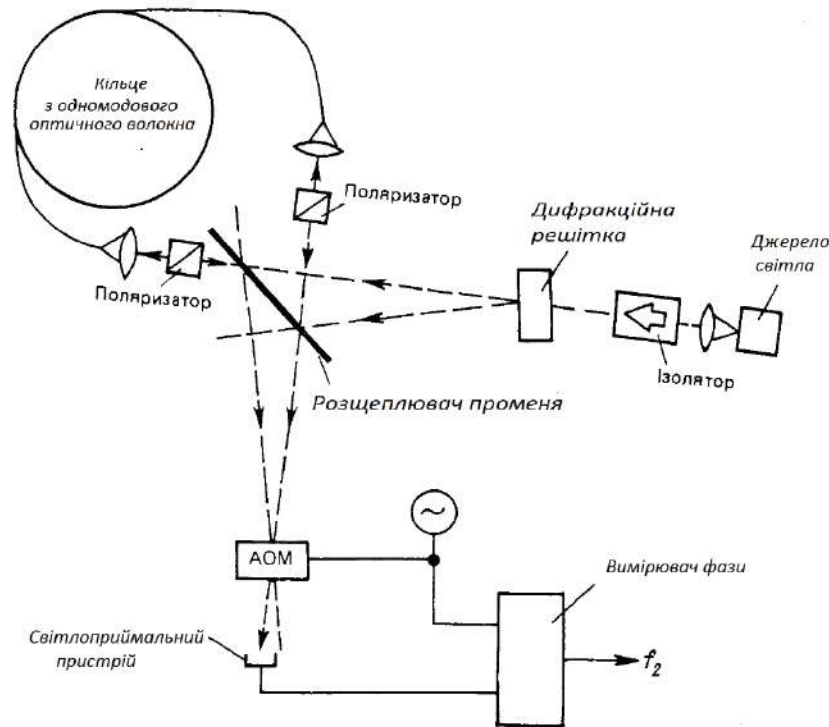 Кільце
з одномодового
оптичного волокна
Поляризатор
Дифракційна
решітка
Джерело
світла
Поляризатор
Ізолятор
Розщеплювач променя
АОМ
~
Вимірювач фази
Світлоприймальний
пристрій
f₂